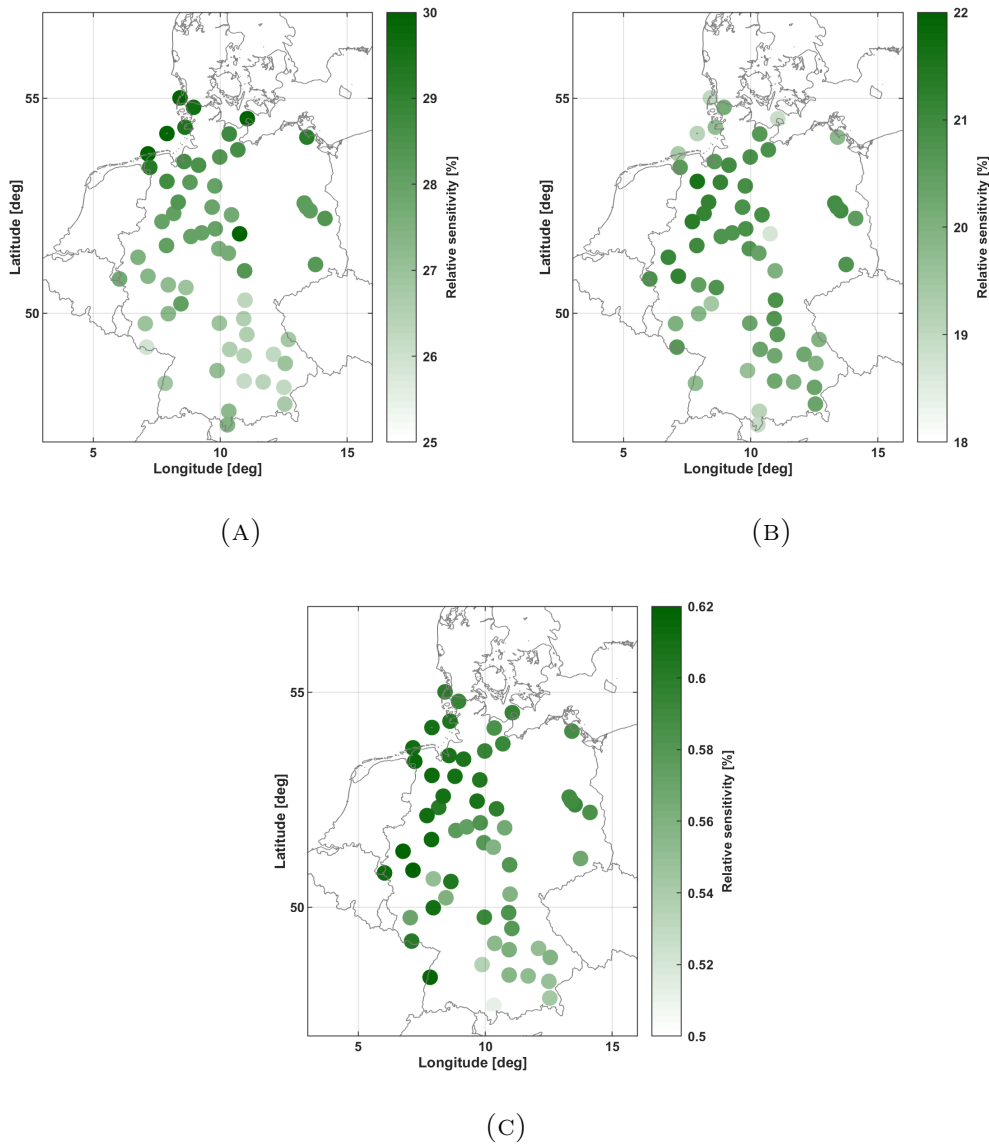 30
29
28
27
26
25
Relative sensitivity [%]
55
50
Latitude [deg]
5
10
15
Longitude [deg]
(A)
22
21
20
19
18
Relative sensitivity [%]
55
50
Latitude [deg]
5
10
15
Longitude [deg]
(B)
0.62
0.6
0.58
0.56
0.54
0.52
0.5
Relative sensitivity [%]
55
50
Latitude [deg]
5
10
15
Longitude [deg]
(C)